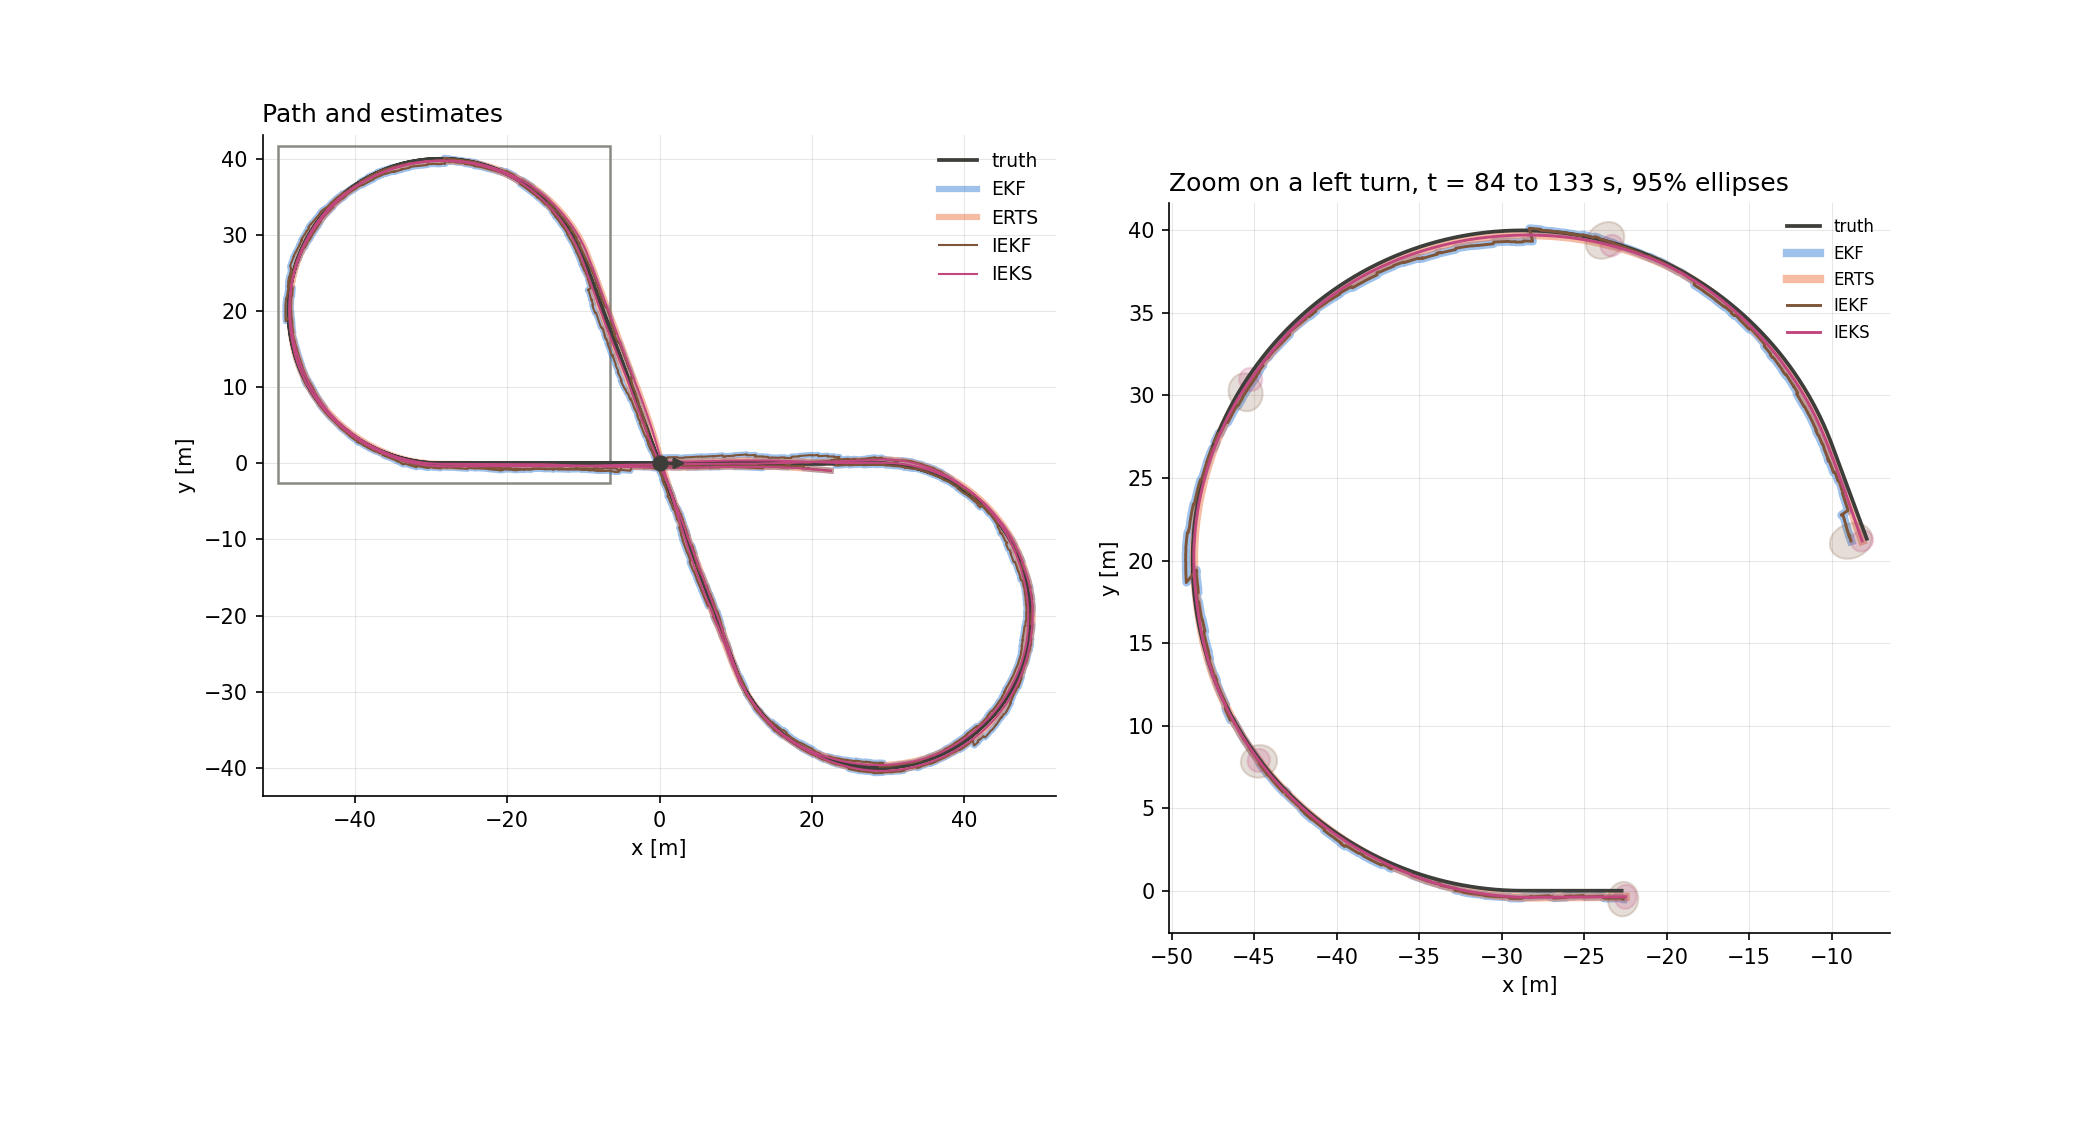 Path and estimates
40
30
20
10
0
−10
−20
−30
−40
y [m]
−40
−20
0
20
40
x [m]
truth
EKF
ERTS
IEKF
IEKS
Zoom on a left turn, t = 84 to 133 s, 95% ellipses
40
35
30
25
20
15
10
5
0
y [m]
−50
−45
−40
−35
−30
−25
−20
−15
−10
x [m]
truth
EKF
ERTS
IEKF
IEKS